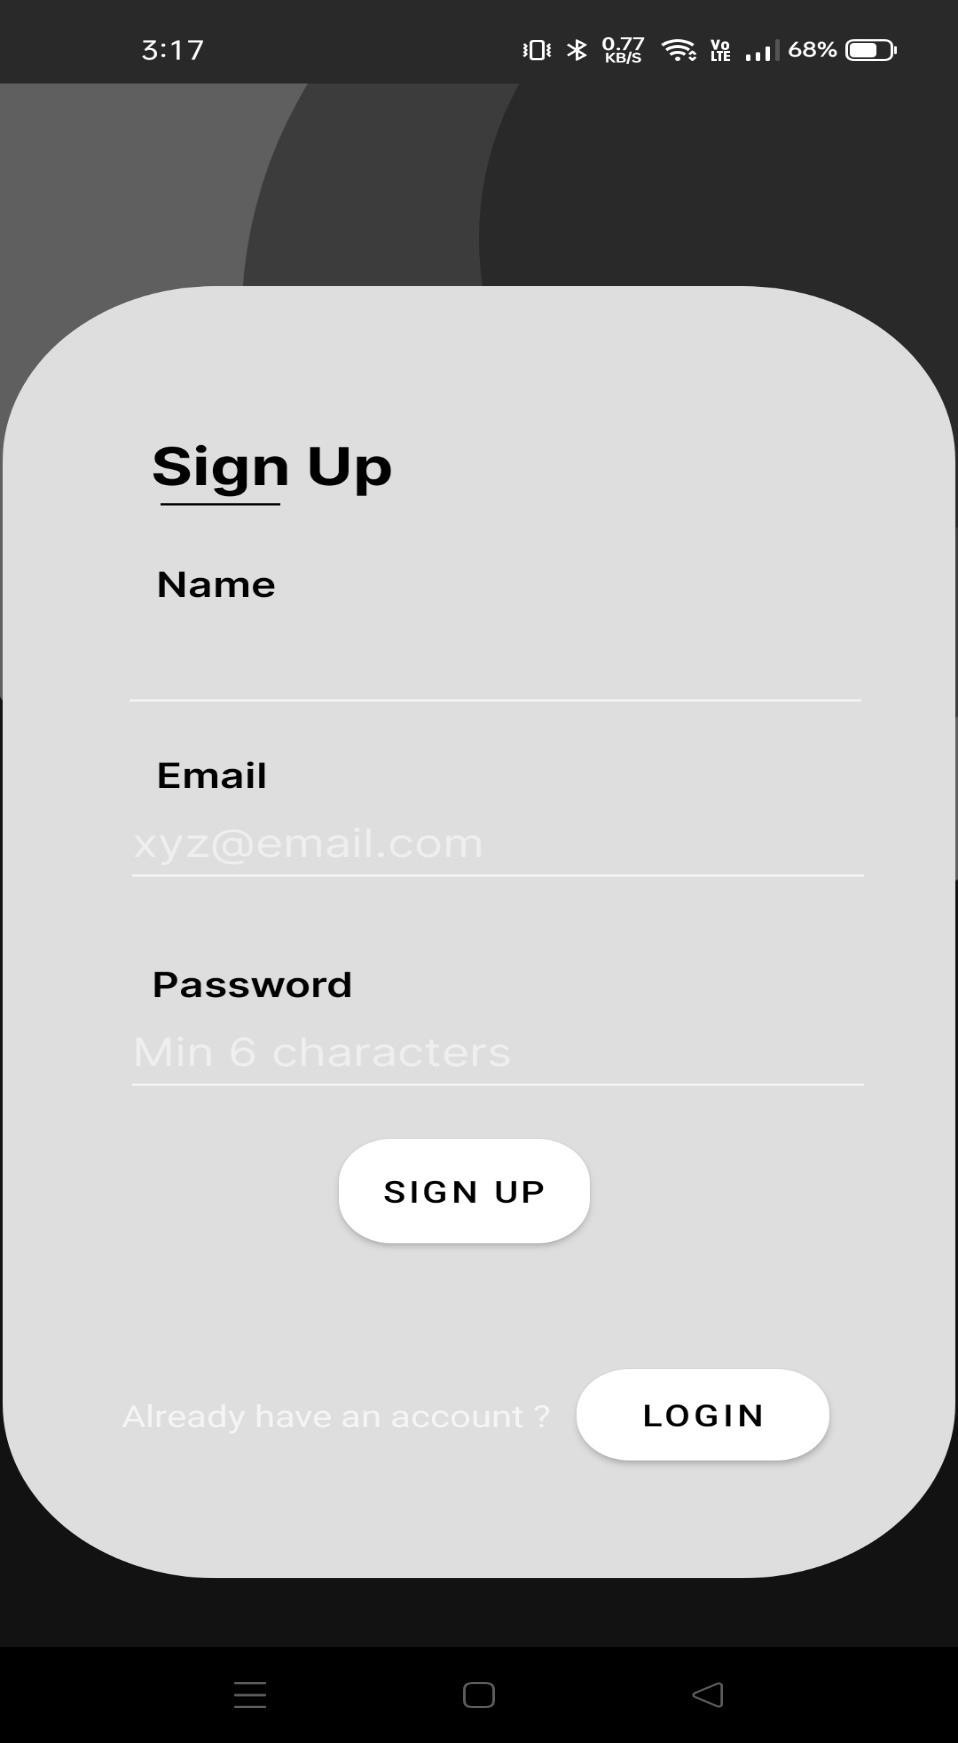 3:17 0.77 KB/S Vo LTE 68%
Sign Up
Name
Email
xyz@email.com
Password
Min 6 characters
SIGN UP
Already have an account ? LOGIN